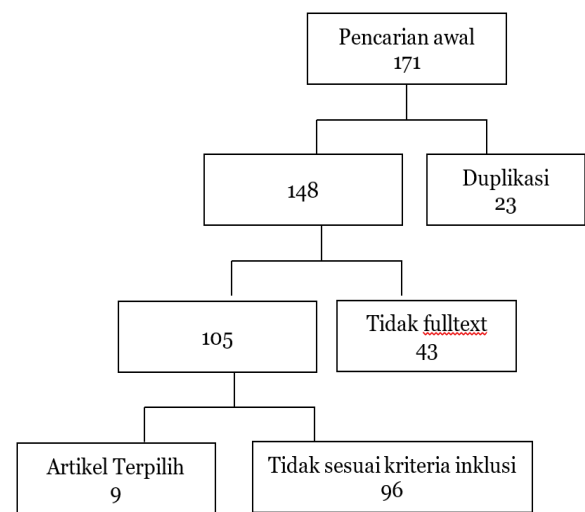 Pencarian awal
171
148
Duplikasi
23
105
Tidak fulltext
43
Artikel Terpilih
9
Tidak sesuai kriteria inklusi
96